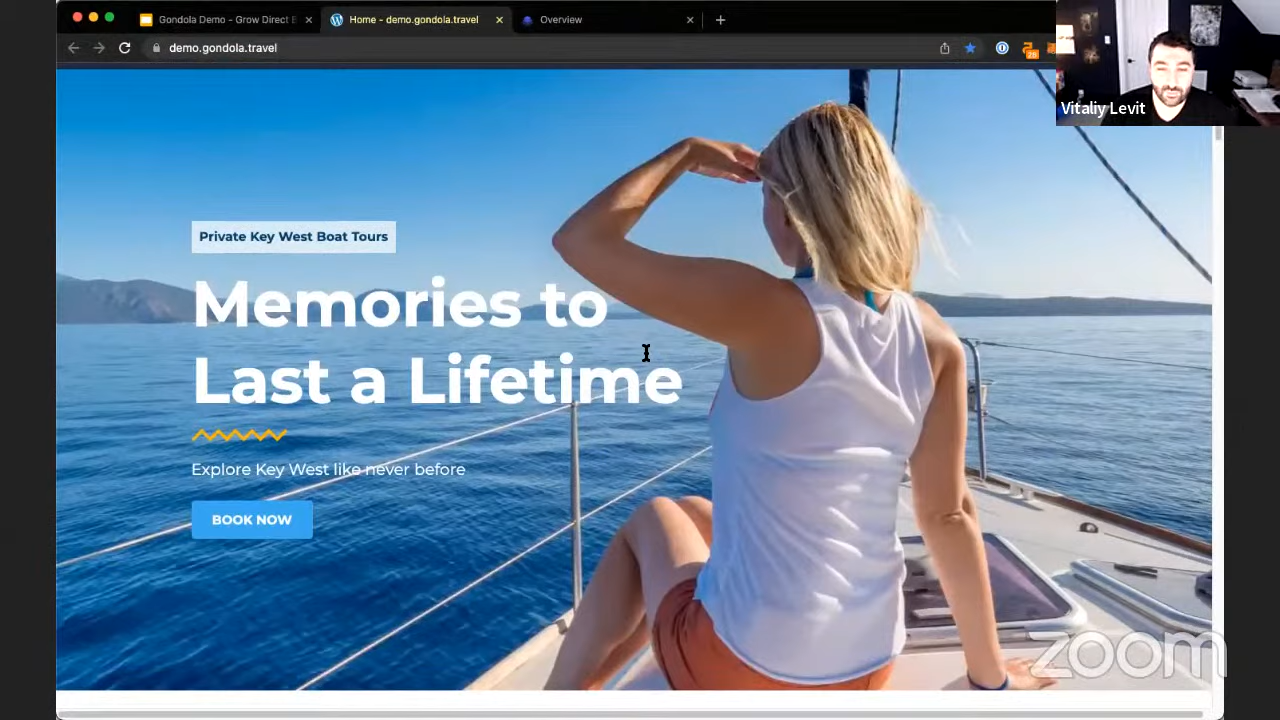 Gondola Demo - Grow Direct B
Home - demo.gondola.travel
Overview
demo.gondola.travel
Vitaliy Levit
Private Key West Boat Tours
Memories to
Last a Lifetime
Explore Key West like never before
BOOK NOW
zoom